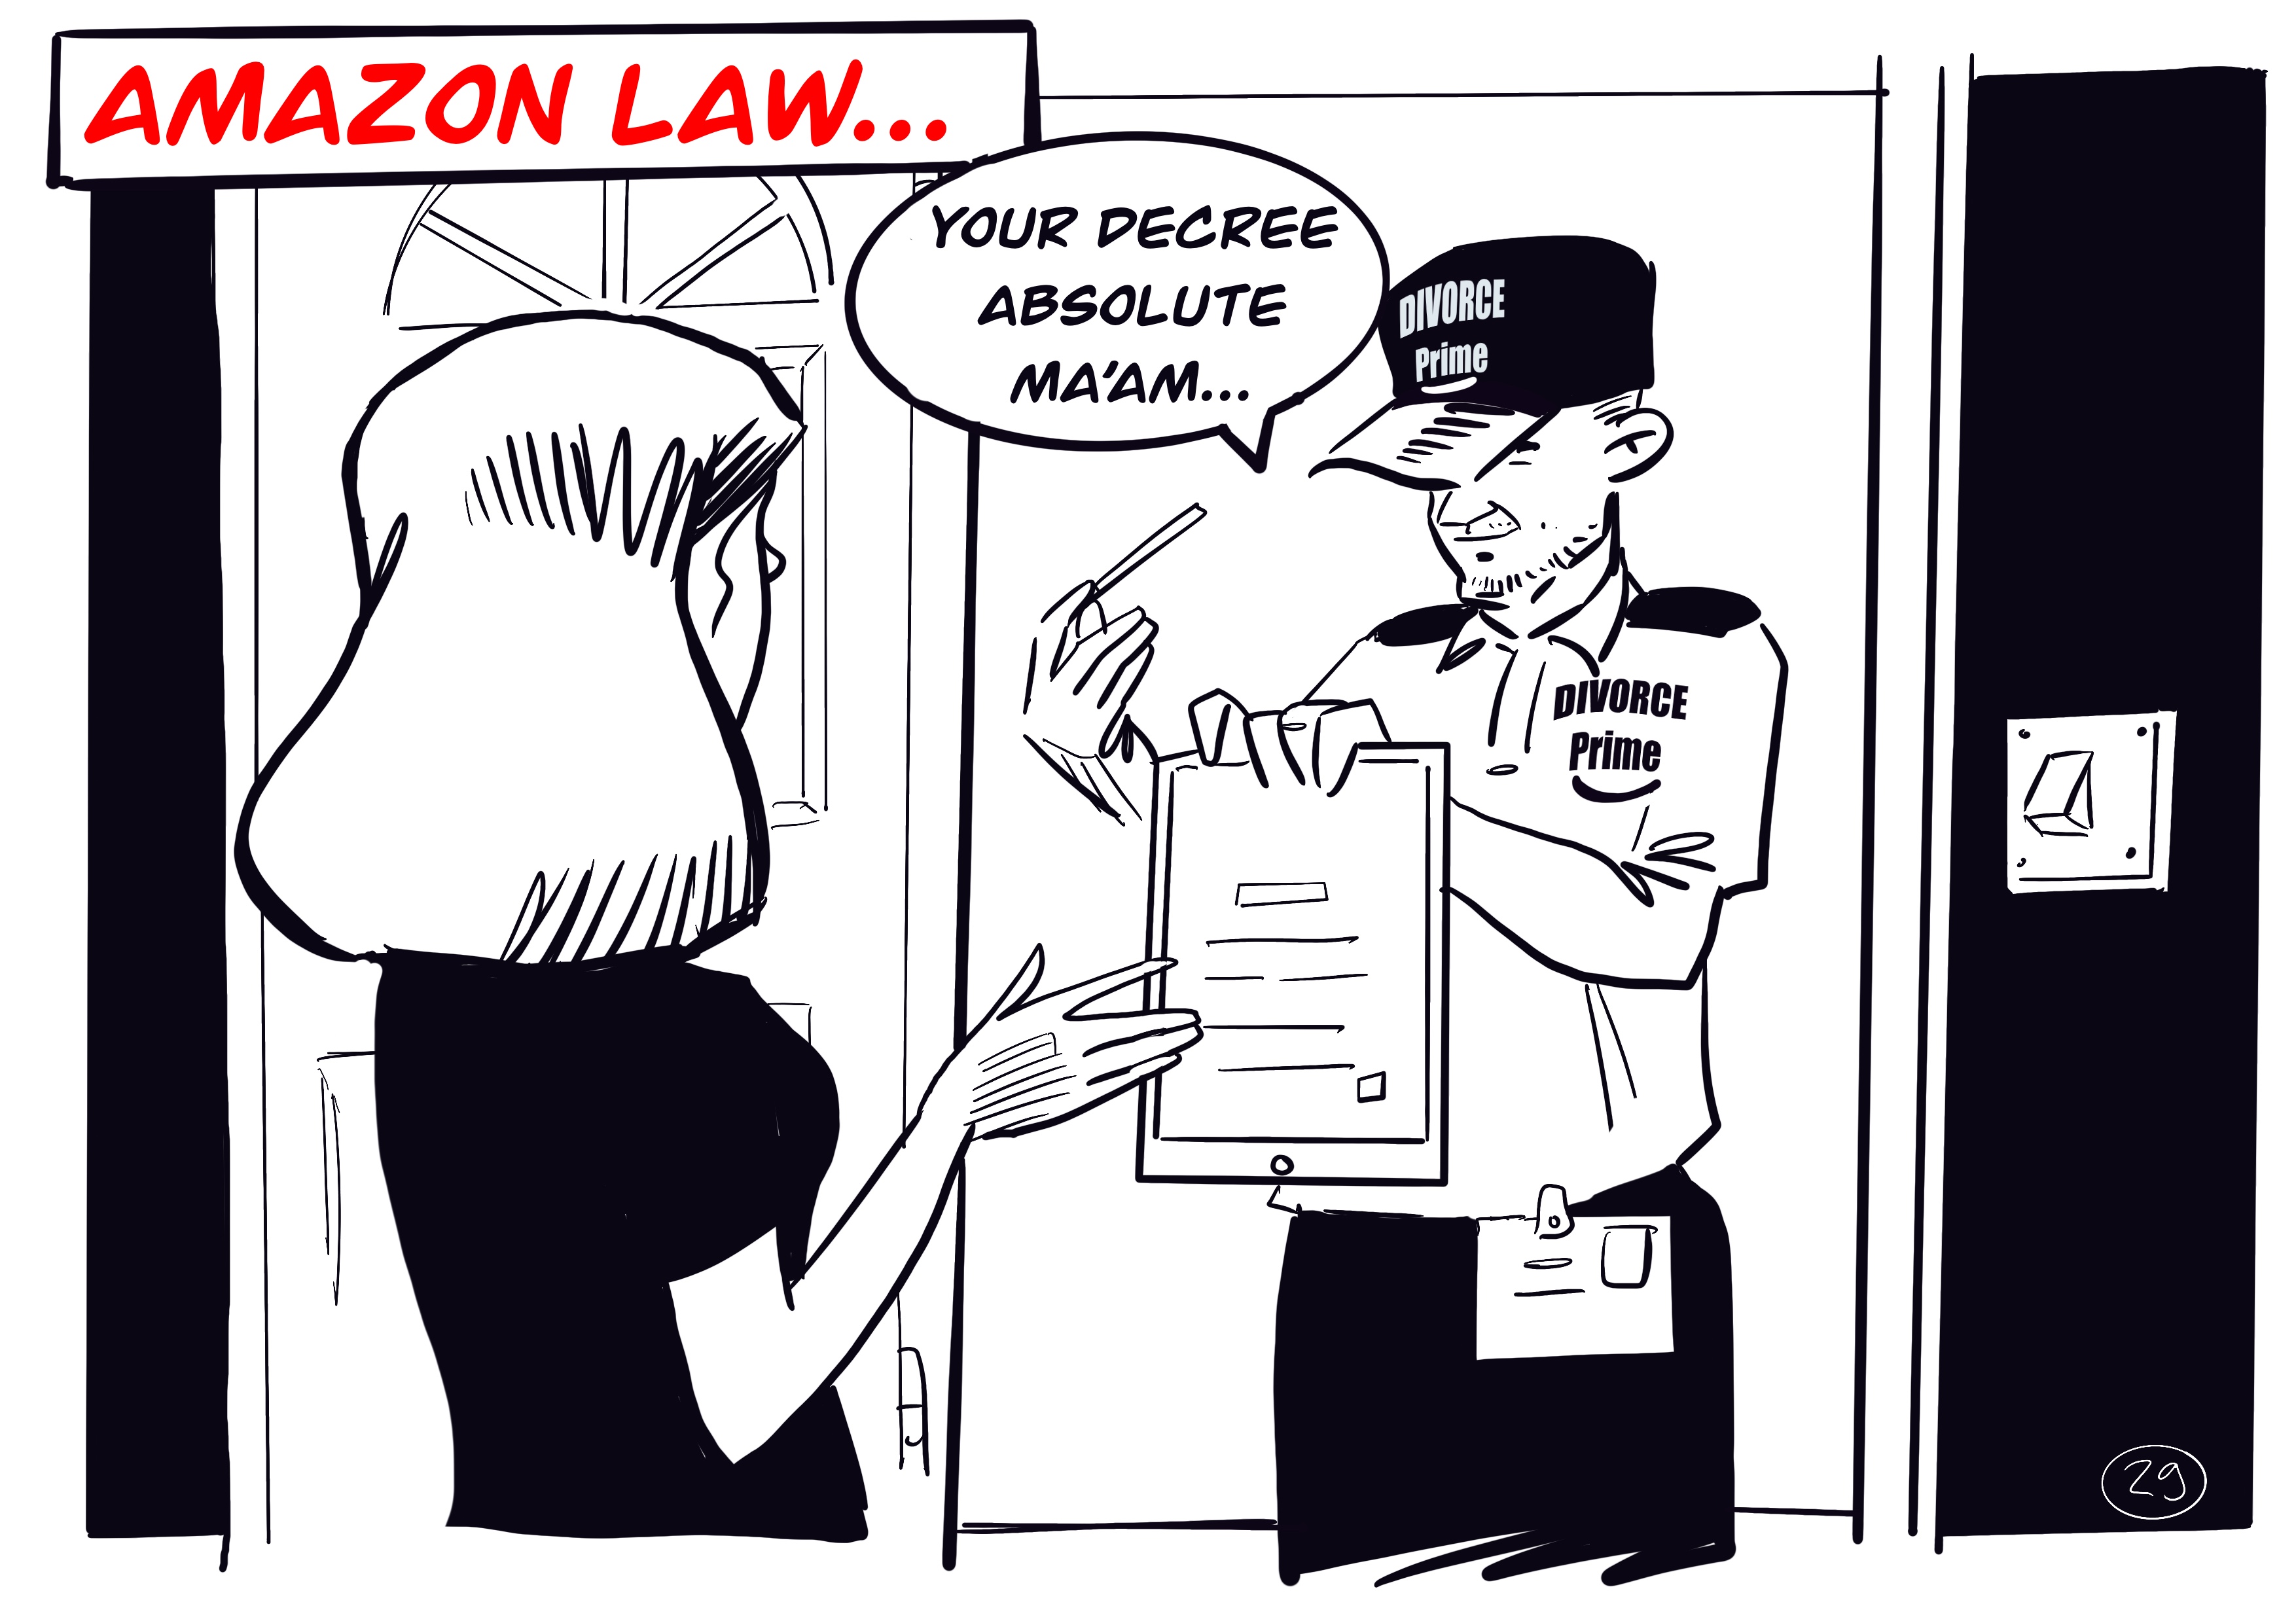 AMAZON LAW...
YOUR DECREE
ABSOLUTE
MA'AM...
DIVORCE
Prime
DIVORCE
Prime
29